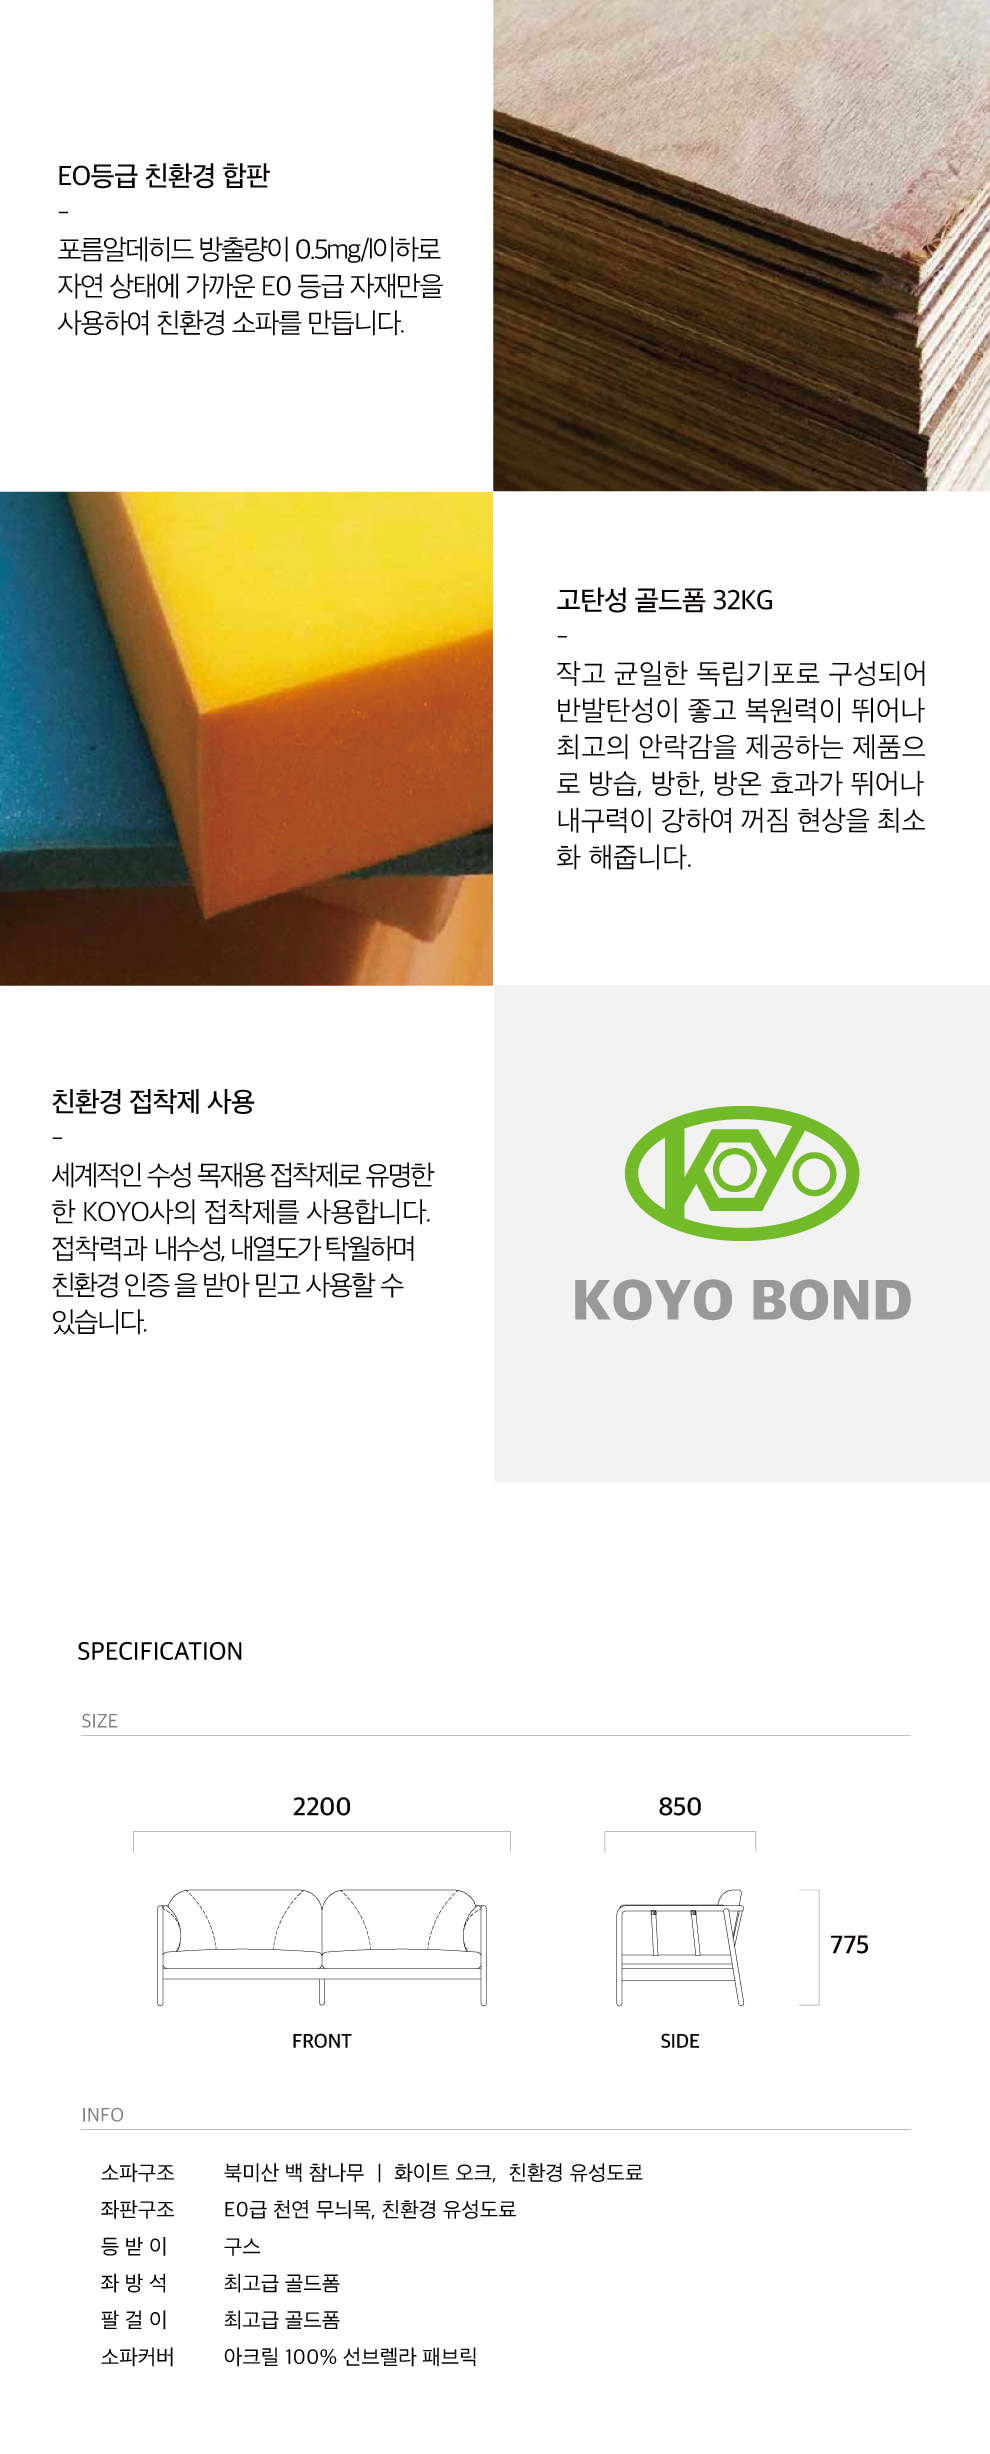 EO등급 친환경 합판
-
포름알데히드 방출량이 0.5mg/l이하로
자연 상태에 가까운 E0 등급 자재만을
사용하여 친환경 소파를 만듭니다.
고탄성 골드폼 32KG
-
작고 균일한 독립기포로 구성되어
반발탄성이 좋고 복원력이 뛰어나
최고의 안락감을 제공하는 제품으
로 방습, 방한, 방온 효과가 뛰어나
내구력이 강하여 꺼짐 현상을 최소
화 해줍니다.
친환경 접착제 사용
-
세계적인 수성 목재용 접착제로 유명한
한 KOYO사의 접착제를 사용합니다.
접착력과 내수성, 내열도가 탁월하며
친환경 인증 을 받아 믿고 사용할 수
있습니다.
KOYO
KOYO BOND
SPECIFICATION
SIZE
2200
850
775
FRONT
SIDE
INFO
소파구조 북미산 백 참나무 | 화이트 오크, 친환경 유성도료
좌판구조 E0급 천연 무늬목, 친환경 유성도료
등 받 이 구스
좌 방 석 최고급 골드폼
팔 걸 이 최고급 골드폼
소파커버 아크릴 100% 선브렐라 패브릭